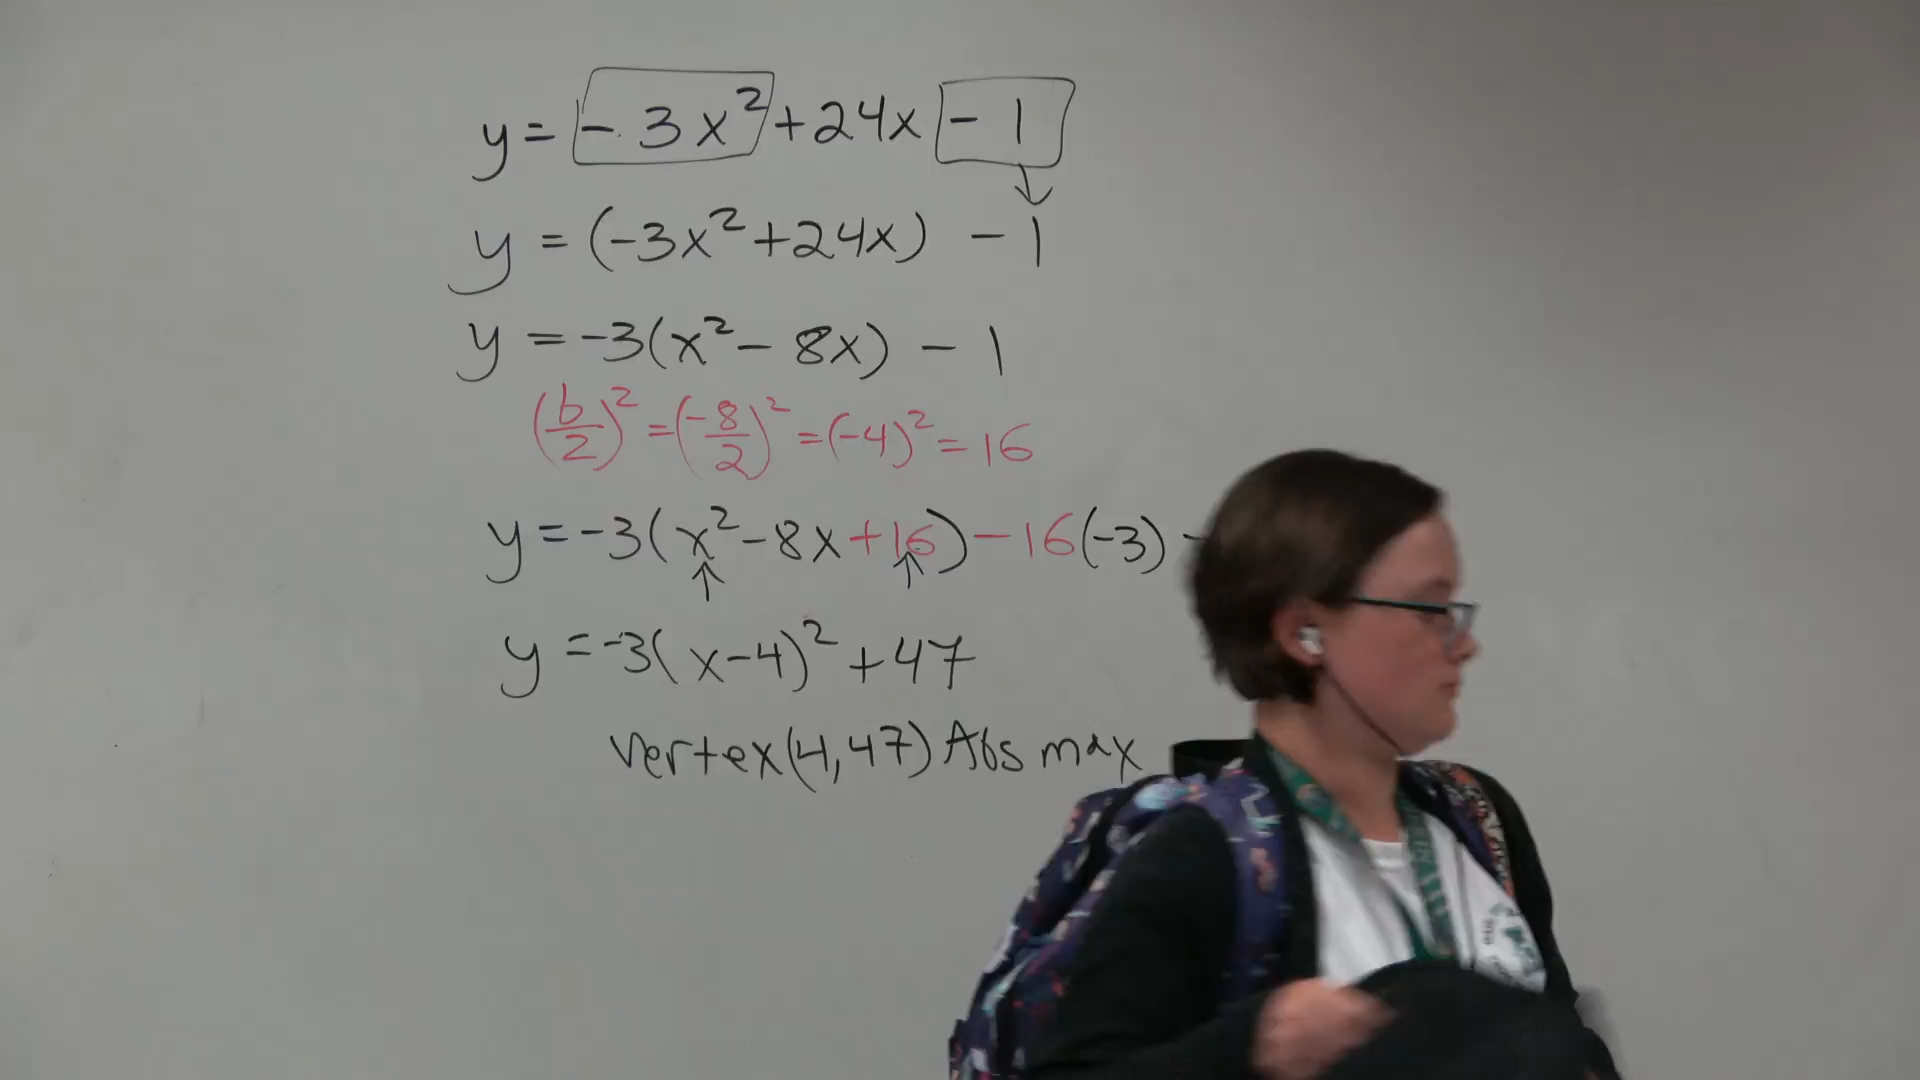 y = -3x² + 24x - 1
y = (-3x² + 24x) - 1
y = -3(x² - 8x) - 1
(b/2)² = (-8/2)² = (-4)² = 16
y = -3(x² - 8x + 16) - 16(-3) -
y = -3(x - 4)² + 47
Vertex (4, 47) Abs max